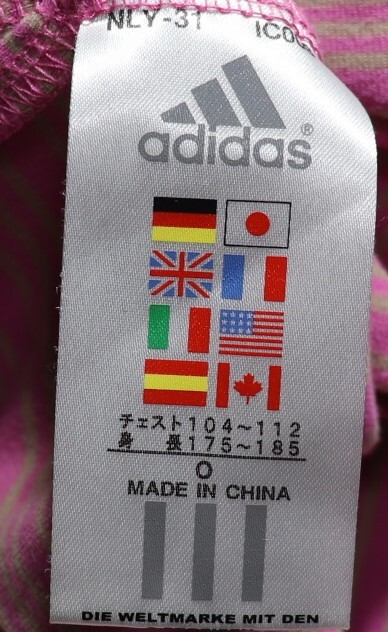 NLY-31
adidas®
チェスト104～112
身 長175～185
O
MADE IN CHINA
DIE WELTMARKE MIT DEN